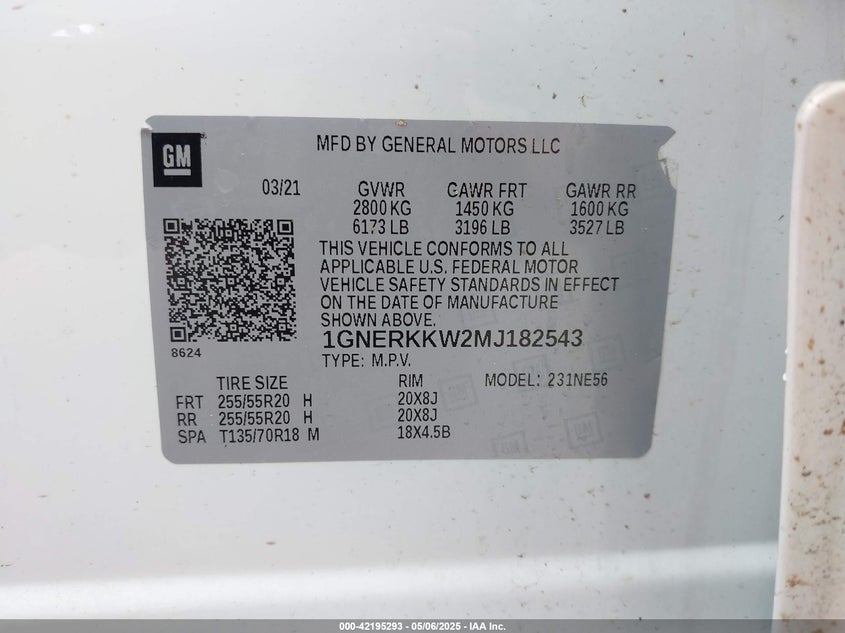 GM
MFD BY GENERAL MOTORS LLC
03/21 GVWR GAWR FRT GAWR RR
2800 KG 1450 KG 1600 KG
6173 LB 3196 LB 3527 LB
THIS VEHICLE CONFORMS TO ALL
APPLICABLE U.S. FEDERAL MOTOR
VEHICLE SAFETY STANDARDS IN EFFECT
ON THE DATE OF MANUFACTURE
SHOWN ABOVE.
8624
1GNERKKW2MJ182543
TYPE: M.P.V.
TIRE SIZE RIM MODEL: 231NE56
FRT 255/55R20 H 20X8J
RR 255/55R20 H 20X8J
SPA T135/70R18 M 18X4.5B
GM GM
000-42195293 - 05/06/2025 - IAA Inc.